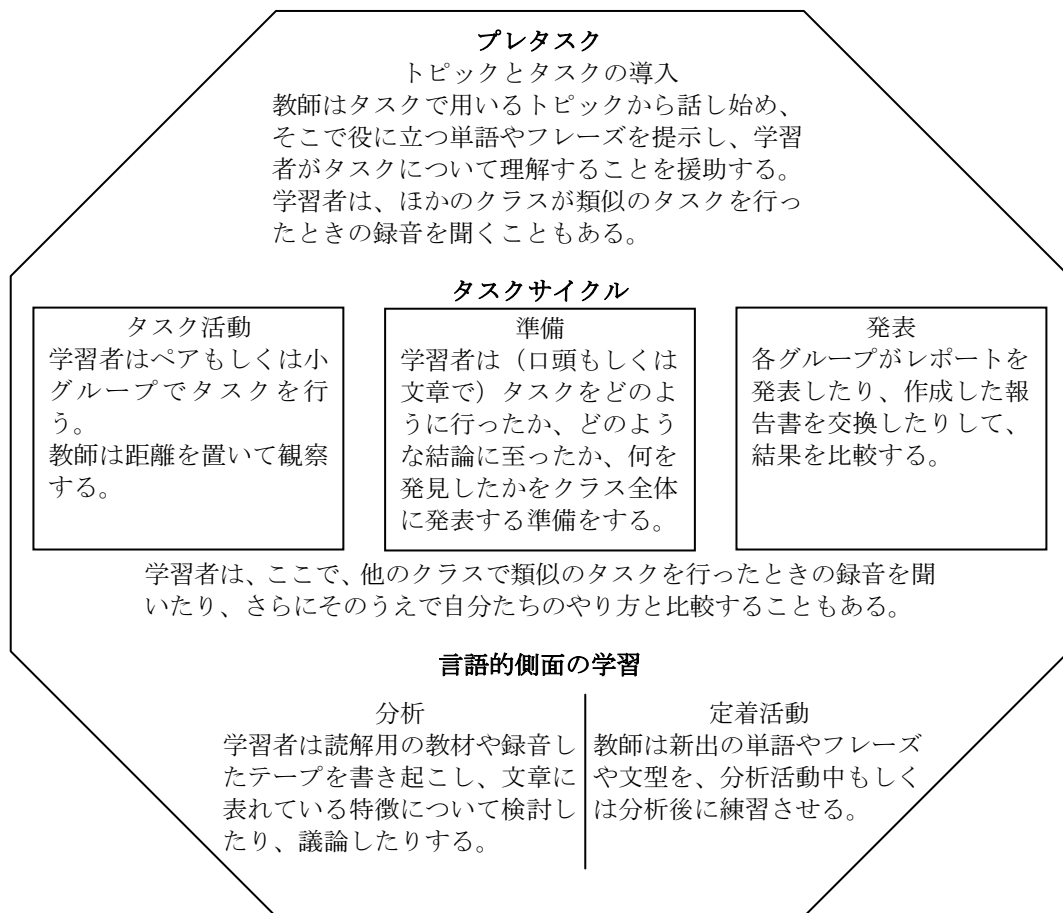 プレタスク
トピックとタスクの導入
教師はタスクで用いるトピックから話し始め、
そこで役に立つ単語やフレーズを提示し、学習
者がタスクについて理解することを援助する。
学習者は、ほかのクラスが類似のタスクを行っ
たときの録音を聞くこともある。
タスクサイクル
タスク活動
学習者はペアもしくは小
グループでタスクを行
う。
教師は距離を置いて観察
する。
準備
学習者は（口頭もしくは
文章で）タスクをどのよ
うに行ったか、どのよう
な結論に至ったか、何を
発見したかをクラス全体
に発表する準備をする。
発表
各グループがレポートを
発表したり、作成した報
告書を交換したりして、
結果を比較する。
学習者は、ここで、他のクラスで類似のタスクを行ったときの録音を聞
いたり、さらにそのうえで自分たちのやり方と比較することもある。
言語的側面の学習
分析
学習者は読解用の教材や録音し
たテープを書き起こし、文章に
表れている特徴について検討し
たり、議論したりする。
定着活動
教師は新出の単語やフレーズ
や文型を、分析活動中もしく
は分析後に練習させる。